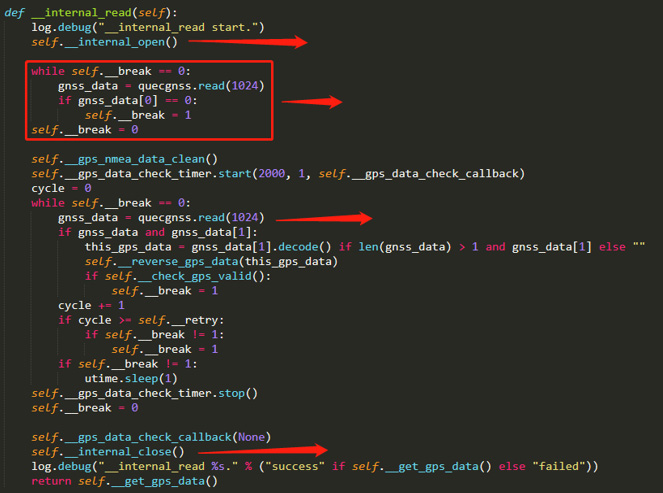 def __internal_read(self):
    log.debug("__internal_read start.")
    self.__internal_open()
    while self.__break == 0:
        gnss_data = quecgnss.read(1024)
        if gnss_data[0] == 0:
            self.__break = 1
    self.__break = 0
    self.__gps_nmea_data_clean()
    self.__gps_data_check_timer.start(2000, 1, self.__gps_data_check_callback)
    cycle = 0
    while self.__break == 0:
        gnss_data = quecgnss.read(1024)
        if gnss_data and gnss_data[1]:
            this_gps_data = gnss_data[1].decode() if len(gnss_data) > 1 and gnss_data[1] else ""
            self.__reverse_gps_data(this_gps_data)
            if self.__check_gps_valid():
                self.__break = 1
        cycle += 1
        if cycle >= self.__retry:
            if self.__break != 1:
                self.__break = 1
        if self.__break != 1:
            utime.sleep(1)
    self.__gps_data_check_timer.stop()
    self.__break = 0
    self.__gps_data_check_callback(None)
    self.__internal_close()
    log.debug("__internal_read %s." % ("success" if self.__get_gps_data() else "failed"))
    return self.__get_gps_data()